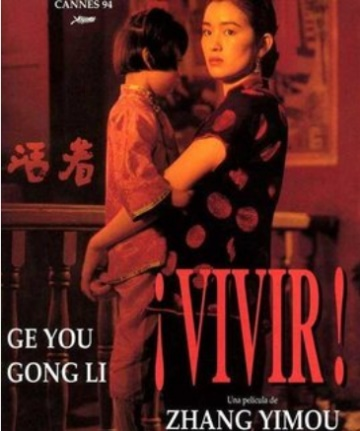 CANNES 94
活着
¡VIVIR!
GE YOU
GONG LI
Una película de
ZHANG YIMOU